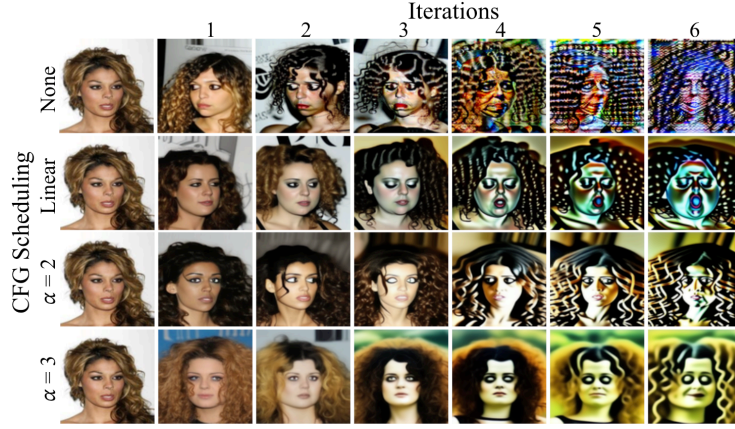 Iterations
1 2 3 4 5 6
CFG Scheduling
None
Linear
α = 2
α = 3